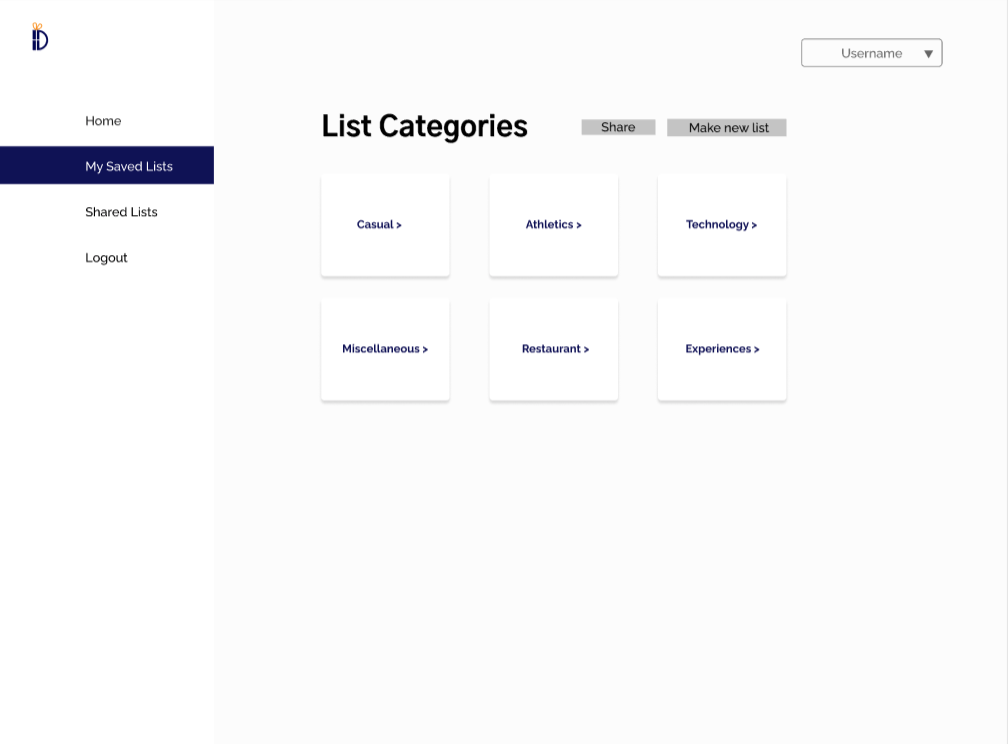 D
Username ▼
Home
My Saved Lists
Shared Lists
Logout
List Categories
Share
Make new list
Casual >
Athletics >
Technology >
Miscellaneous >
Restaurant >
Experiences >